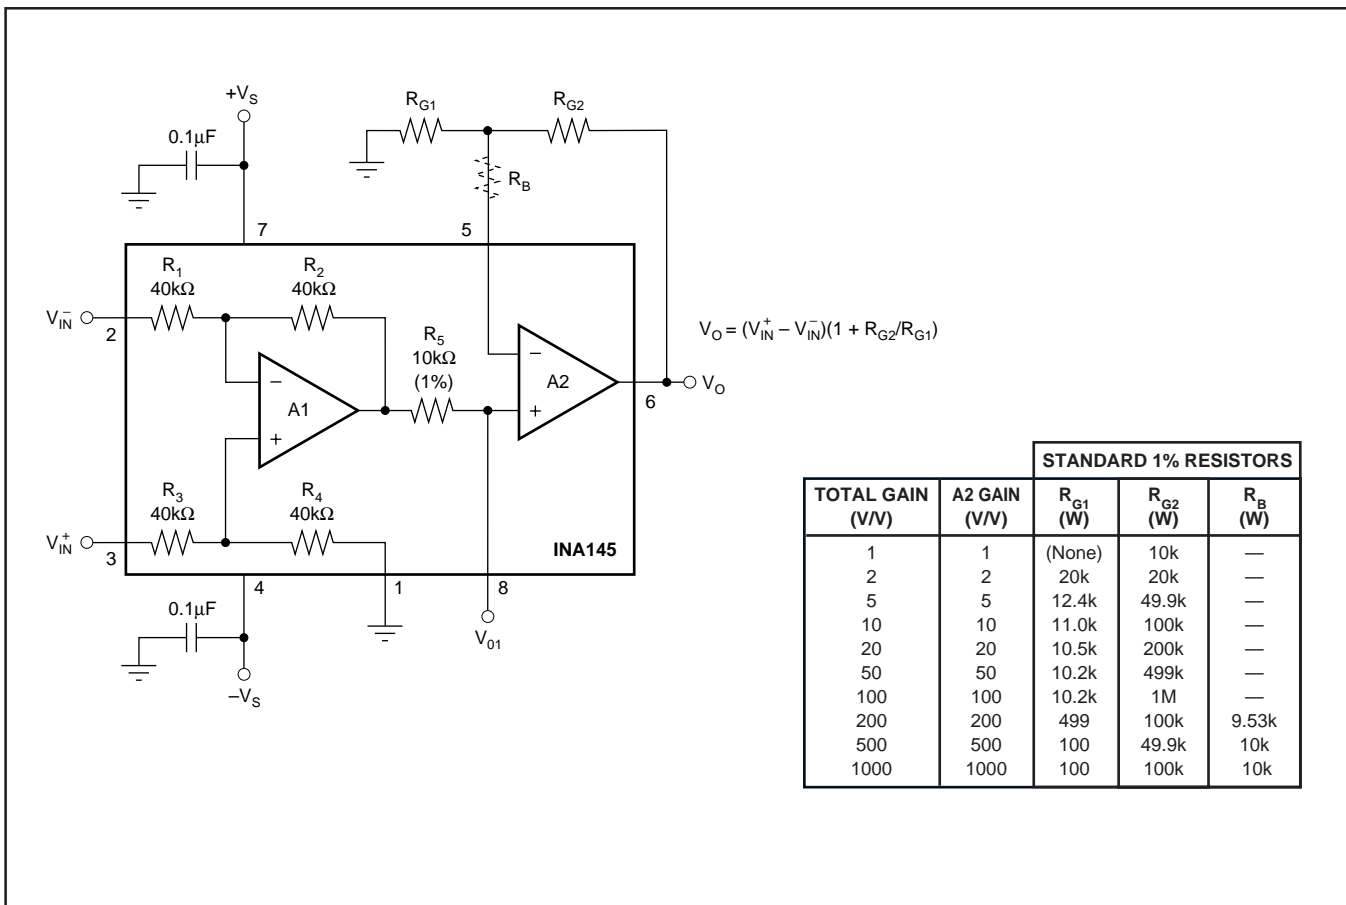 +V_S
0.1μF
R_G1
R_G2
R_B
7
5
R_1
40kΩ
R_2
40kΩ
V_IN^–
2
R_5
10kΩ
(1%)
A1
–
+
A2
–
+
V_O = (V_IN^+ – V_IN^–)(1 + R_G2/R_G1)
V_O
6
R_3
40kΩ
R_4
40kΩ
V_IN^+
3
INA145
4
1
8
0.1μF
V_01
–V_S
STANDARD 1% RESISTORS
TOTAL GAIN (V/V) A2 GAIN (V/V) R_G1 (W) R_G2 (W) R_B (W)
1 1 (None) 10k —
2 2 20k 20k —
5 5 12.4k 49.9k —
10 10 11.0k 100k —
20 20 10.5k 200k —
50 50 10.2k 499k —
100 100 10.2k 1M —
200 200 499 100k 9.53k
500 500 100 49.9k 10k
1000 1000 100 100k 10k